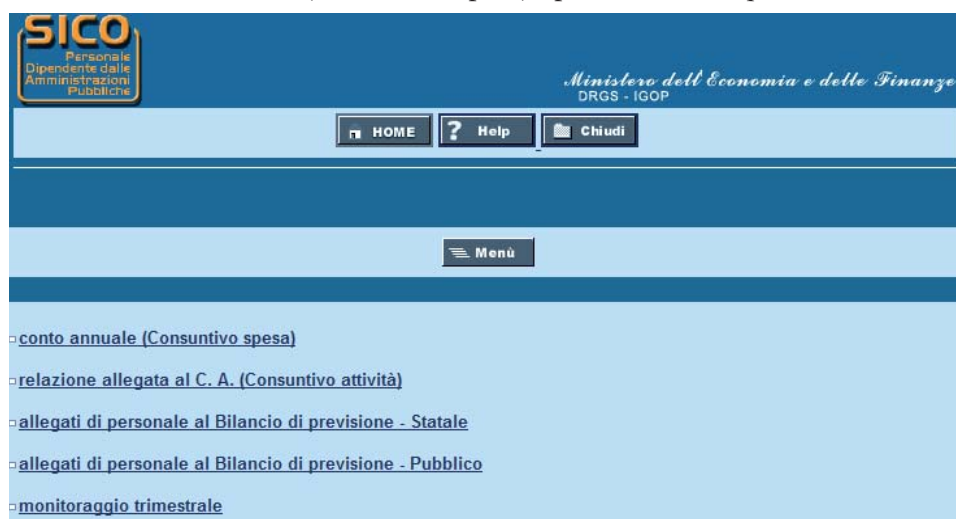 SICO
Personale
Dipendente dalle
Amministrazioni
Pubbliche
Ministero dell'Economia e delle Finanze
DRGS - IGOP
HOME
? Help
Chiudi
Menù
conto annuale (Consuntivo spesa)
relazione allegata al C. A. (Consuntivo attività)
allegati di personale al Bilancio di previsione - Statale
allegati di personale al Bilancio di previsione - Pubblico
monitoraggio trimestrale